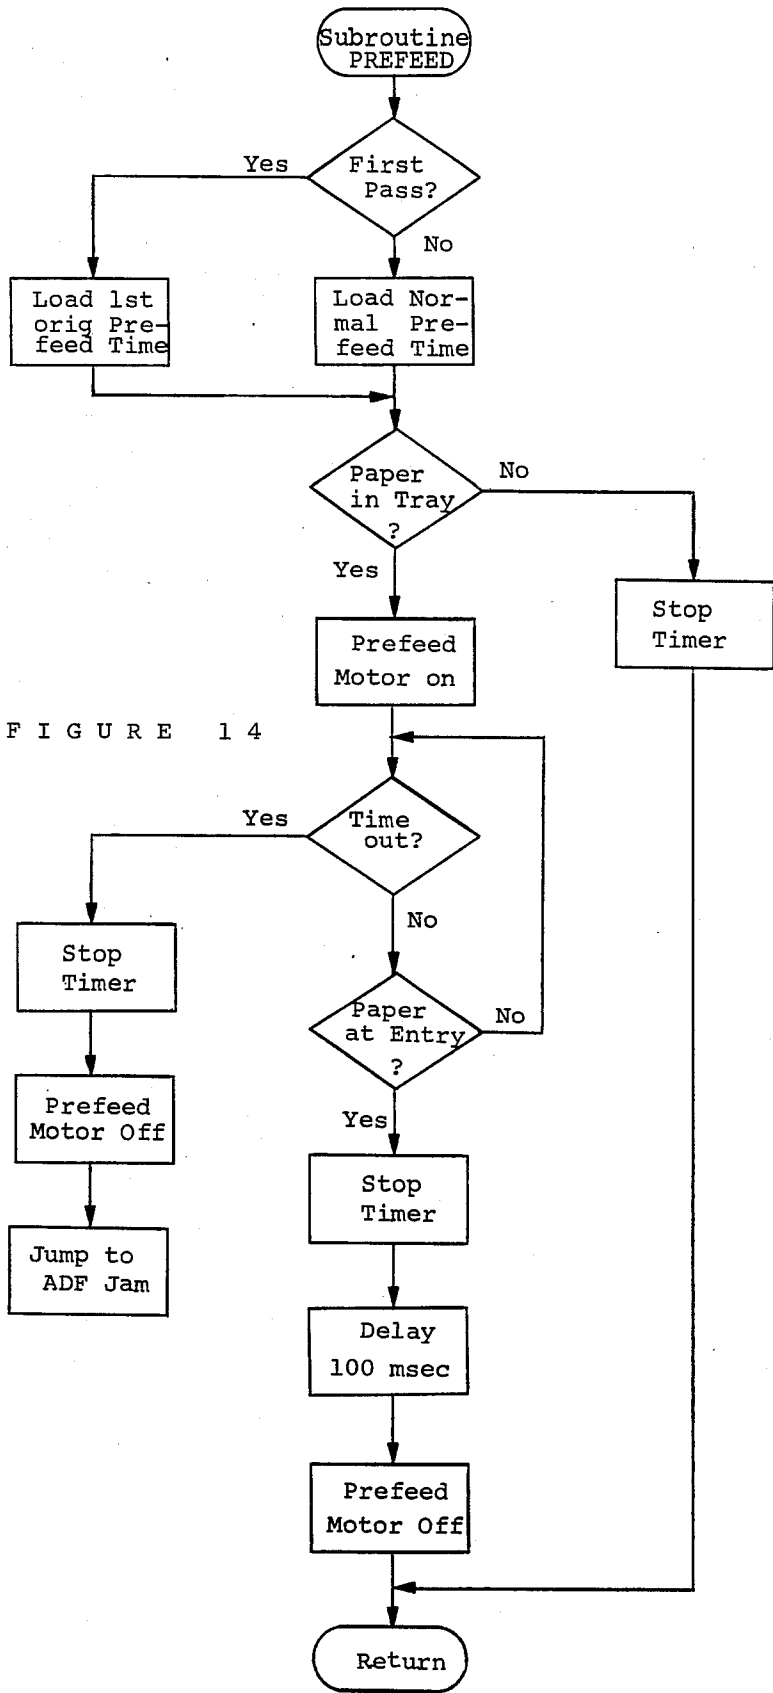 Subroutine
PREFEED
Yes
First
Pass?
No
Load 1st
orig Pre-
feed Time
Load Nor-
mal Pre-
feed Time
Paper
in Tray
?
No
Yes
Stop
Timer
Prefeed
Motor on
FIGURE 14
Yes
Time
out?
No
Stop
Timer
Paper
at Entry
?
No
Prefeed
Motor Off
Yes
Stop
Timer
Jump to
ADF Jam
Delay
100 msec
Prefeed
Motor Off
Return